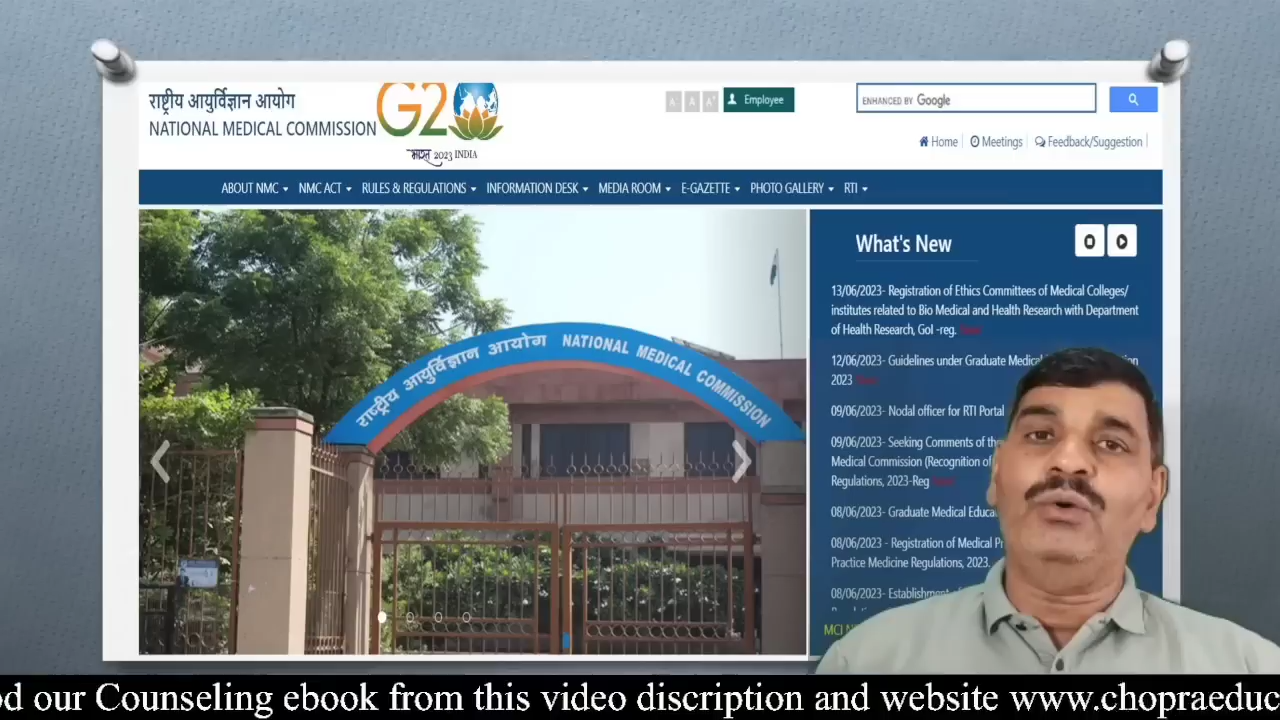 राष्ट्रीय आयुर्विज्ञान आयोग
NATIONAL MEDICAL COMMISSION
G20
भारत 2023 INDIA
A- A A+
Employee
ENHANCED BY Google
Home
Meetings
Feedback/Suggestion
ABOUT NMC
NMC ACT
RULES & REGULATIONS
INFORMATION DESK
MEDIA ROOM
E-GAZETTE
PHOTO GALLERY
RTI
राष्ट्रीय आयुर्विज्ञान आयोग NATIONAL MEDICAL COMMISSION
What's New
13/06/2023- Registration of Ethics Committees of Medical Colleges/
institutes related to Bio Medical and Health Research with Department
of Health Research, GoI -reg. New
12/06/2023- Guidelines under Graduate Medical
2023 New
09/06/2023- Nodal officer for RTI Portal
09/06/2023- Seeking Comments of the
Medical Commission (Recognition of
Regulations, 2023-Reg New
08/06/2023- Graduate Medical
08/06/2023 - Registration of Medical
Practice Medicine Regulations, 2023.
08/06/2023- Establishment
MCI
our Counseling ebook from this video discription and website www.chopraeduc